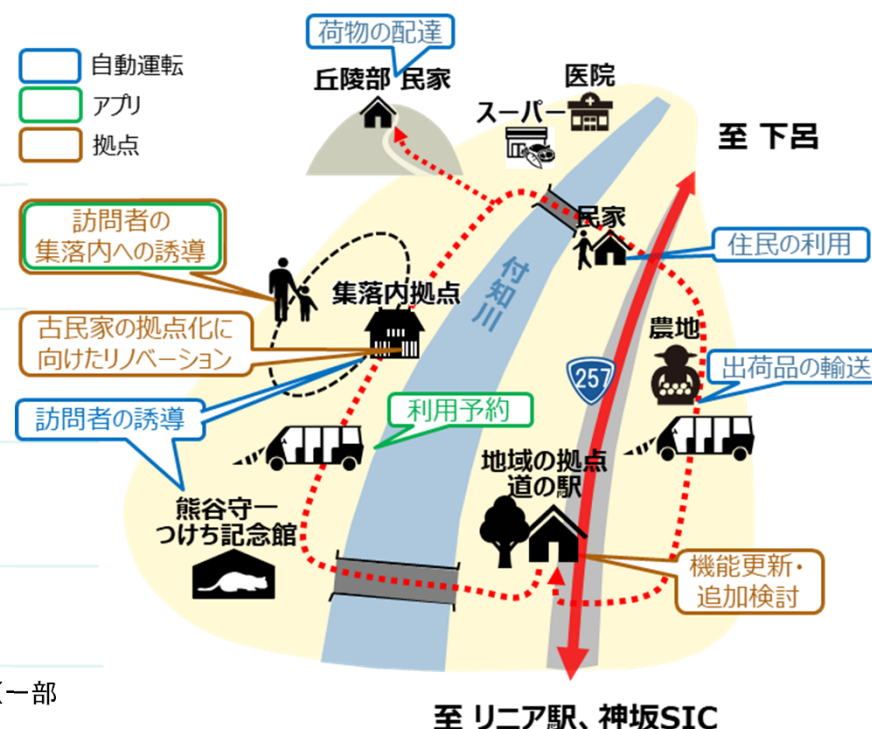 荷物の配達
自動運転
アプリ
拠点
丘陵部 民家
医院
スーパー
至 下呂
訪問者の
集落内への誘導
民家
住民の利用
付知川
集落内拠点
古民家の拠点化に
向けたリノベーション
農地
257
出荷品の輸送
訪問者の誘導
利用予約
地域の拠点
道の駅
熊谷守一
つけち記念館
機能更新・
追加検討
一部
至 リニア駅、神坂SIC